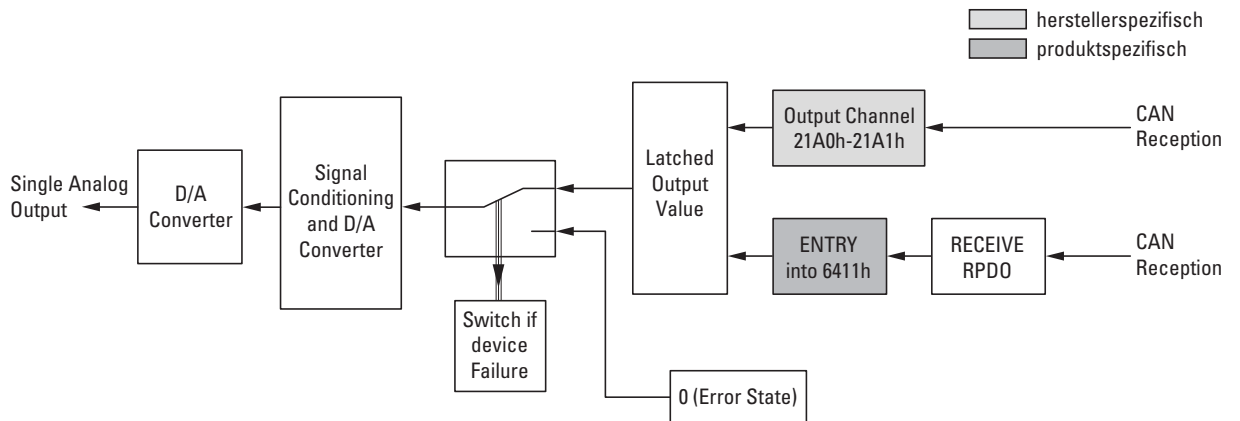 herstellerspezifisch
produktspezifisch
Output Channel
21A0h-21A1h
CAN
Reception
Latched
Output
Value
Signal
Conditioning
and D/A
Converter
D/A
Converter
Single Analog
Output
ENTRY
into 6411h
RECEIVE
RPDO
CAN
Reception
Switch if
device
Failure
0 (Error State)